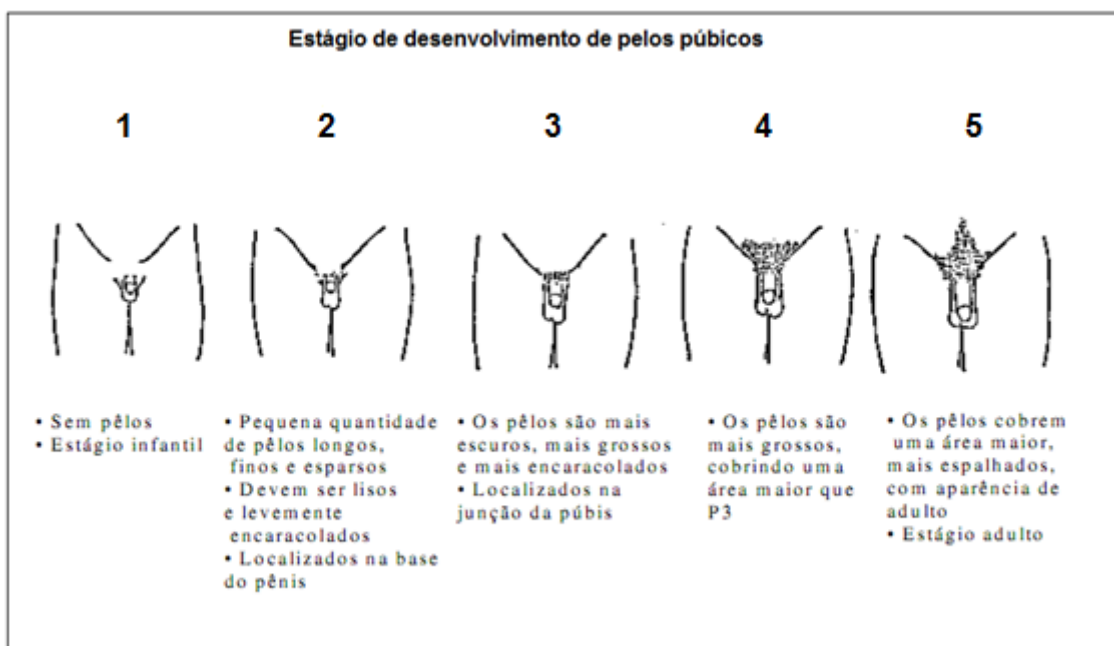 Estágio de desenvolvimento de pelos púbicos
1
2
3
4
5
• Sem pêlos
• Estágio infantil
• Pequena quantidade
de pêlos longos,
finos e esparsos
• Devem ser lisos
e levemente
encaracolados
• Localizados na base
do pênis
• Os pêlos são mais
escuros, mais grossos
e mais encaracolados
• Localizados na
junção da púbis
• Os pêlos são
mais grossos,
cobrindo uma
área maior que
P3
• Os pêlos cobrem
uma área maior,
mais espalhados,
com aparência de
adulto
• Estágio adulto